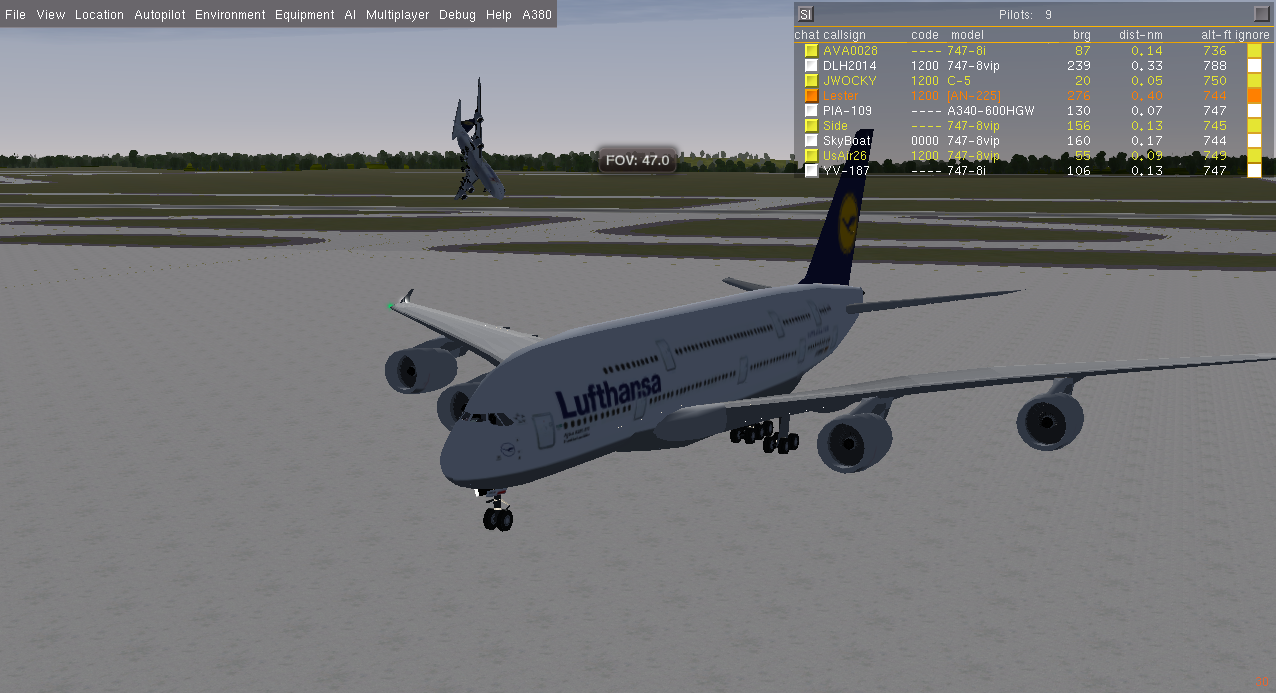 File View Location Autopilot Environment Equipment AI Multiplayer Debug Help A380
SI Pilots: 9
chat callsign code model brg dist-nm alt-ft ignore
AVA0028 ---- 747-8i 87 0.14 736
DLH2014 1200 747-8vip 239 0.33 788
JWOCKY 1200 C-5 20 0.05 750
Lester 1200 [AN-225] 276 0.40 744
PIA-109 ---- A340-600HGW 130 0.07 747
Side ---- 747-8vip 156 0.13 745
SkyBoat 0000 747-8vip 160 0.17 744
UsAir26 1200 747-8vip 55 0.09 749
YV-187 ---- 747-8i 106 0.13 747
FOV: 47.0
Lufthansa